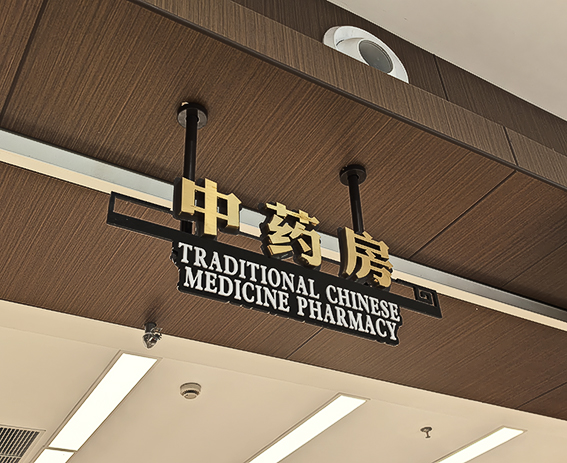 中药房
TRADITIONAL CHINESE
MEDICINE PHARMACY